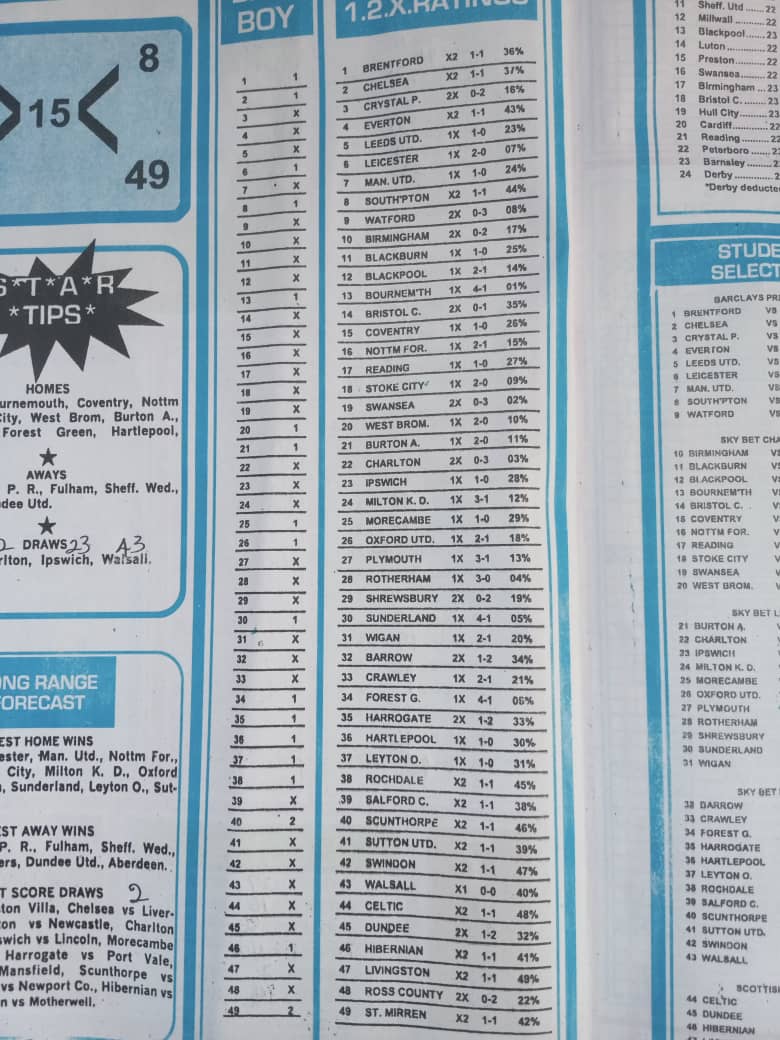 8
15
49
S*T*A*R
*TIPS*
HOMES
urnemouth, Coventry, Nottm
City, West Brom, Burton A.,
Forest Green, Hartlepool,
AWAYS
P. R., Fulham, Sheff. Wed.,
dee Utd.
2 DRAWS 23 43
rlton, Ipswich, Walsall.
ONG RANGE
FORECAST
EST HOME WINS
ester, Man. Utd., Nottm For.,
City, Milton K. D., Oxford
, Sunderland, Leyton O., Sut-
ST AWAY WINS
P. R., Fulham, Sheff. Wed.,
ers, Dundee Utd., Aberdeen.
T SCORE DRAWS 2
ton Villa, Chelsea vs Liver-
on vs Newcastle, Charlton
swich vs Lincoln, Morecambe
Harrogate vs Port Vale,
Mansfield, Scunthorpe vs
vs Newport Co., Hibernian vs
n vs Motherwell.
BOY
1 1
2 1
3 X
4 X
5 X
6 1
7 X
8 1
9 X
10 X
11 X
12 X
13 1
14 X
15 X
16 X
17 X
18 X
19 X
20 1
21 1
22 X
23 X
24 X
25 1
26 1
27 X
28 X
29 X
30 1
31 X
32 X
33 X
34 1
35 1
36 1
37 1
38 1
39 X
40 2
41 X
42 X
43 X
44 X
45 X
46 1
47 X
48 X
49 2
1.2.X.RATINGS
1 BRENTFORD X2 1-1 36%
2 CHELSEA X2 1-1 37%
3 CRYSTAL P. 2X 0-2 16%
4 EVERTON X2 1-1 43%
5 LEEDS UTD. 1X 1-0 23%
6 LEICESTER 1X 2-0 07%
7 MAN. UTD. 1X 1-0 24%
8 SOUTH'PTON X2 1-1 44%
9 WATFORD 2X 0-3 08%
10 BIRMINGHAM 2X 0-2 17%
11 BLACKBURN 1X 1-0 25%
12 BLACKPOOL 1X 2-1 14%
13 BOURNEM'TH 1X 4-1 01%
14 BRISTOL C. 2X 0-1 35%
15 COVENTRY 1X 1-0 26%
16 NOTTM FOR. 1X 2-1 15%
17 READING 1X 1-0 27%
18 STOKE CITY 1X 2-0 09%
19 SWANSEA 2X 0-3 02%
20 WEST BROM. 1X 2-0 10%
21 BURTON A. 1X 2-0 11%
22 CHARLTON 2X 0-3 03%
23 IPSWICH 1X 1-0 28%
24 MILTON K. D. 1X 3-1 12%
25 MORECAMBE 1X 1-0 29%
26 OXFORD UTD. 1X 2-1 18%
27 PLYMOUTH 1X 3-1 13%
28 ROTHERHAM 1X 3-0 04%
29 SHREWSBURY 2X 0-2 19%
30 SUNDERLAND 1X 4-1 05%
31 WIGAN 1X 2-1 20%
32 BARROW 2X 1-2 34%
33 CRAWLEY 1X 2-1 21%
34 FOREST G. 1X 4-1 06%
35 HARROGATE 2X 1-2 33%
36 HARTLEPOOL 1X 1-0 30%
37 LEYTON O. 1X 1-0 31%
38 ROCHDALE X2 1-1 45%
39 SALFORD C. X2 1-1 38%
40 SCUNTHORPE X2 1-1 46%
41 SUTTON UTD. X2 1-1 39%
42 SWINDON X2 1-1 47%
43 WALSALL X1 0-0 40%
44 CELTIC X2 1-1 48%
45 DUNDEE 2X 1-2 32%
46 HIBERNIAN X2 1-1 41%
47 LIVINGSTON X2 1-1 49%
48 ROSS COUNTY 2X 0-2 22%
49 ST. MIRREN X2 1-1 42%
11 Sheff. Utd ...... 22
12 Millwall ........... 22
13 Blackpool....... 23
14 Luton.............. 22
15 Preston........... 22
16 Swansea........ 22
17 Birmingham ... 23
18 Bristol C. ....... 23
19 Hull City......... 23
20 Cardiff............ 22
21 Reading.......... 22
22 Peterboro ...... 22
23 Barnsley ........ 2
24 Derby ............. 2
*Derby deducte
STUDE
SELECT
BARCLAYS PR
1 BRENTFORD VS
2 CHELSEA VS
3 CRYSTAL P. VS
4 EVERTON VS
5 LEEDS UTD. VS
6 LEICESTER VS
7 MAN. UTD. VS
8 SOUTH'PTON VS
9 WATFORD VS
SKY BET CHA
10 BIRMINGHAM VS
11 BLACKBURN V
12 BLACKPOOL V
13 BOURNEM'TH V
14 BRISTOL C. V
15 COVENTRY V
16 NOTTM FOR. V
17 READING V
18 STOKE CITY V
19 SWANSEA V
20 WEST BROM. V
SKY BET L
21 BURTON A.
22 CHARLTON
23 IPSWICH
24 MILTON K. D.
25 MORECAMBE
26 OXFORD UTD.
27 PLYMOUTH
28 ROTHERHAM
29 SHREWSBURY
30 SUNDERLAND
31 WIGAN
SKY BET
32 BARROW
33 CRAWLEY
34 FOREST G.
35 HARROGATE
36 HARTLEPOOL
37 LEYTON O.
38 ROCHDALE
39 SALFORD C.
40 SCUNTHORPE
41 SUTTON UTD.
42 SWINDON
43 WALSALL
SCOTTIS
44 CELTIC
45 DUNDEE
46 HIBERNIAN